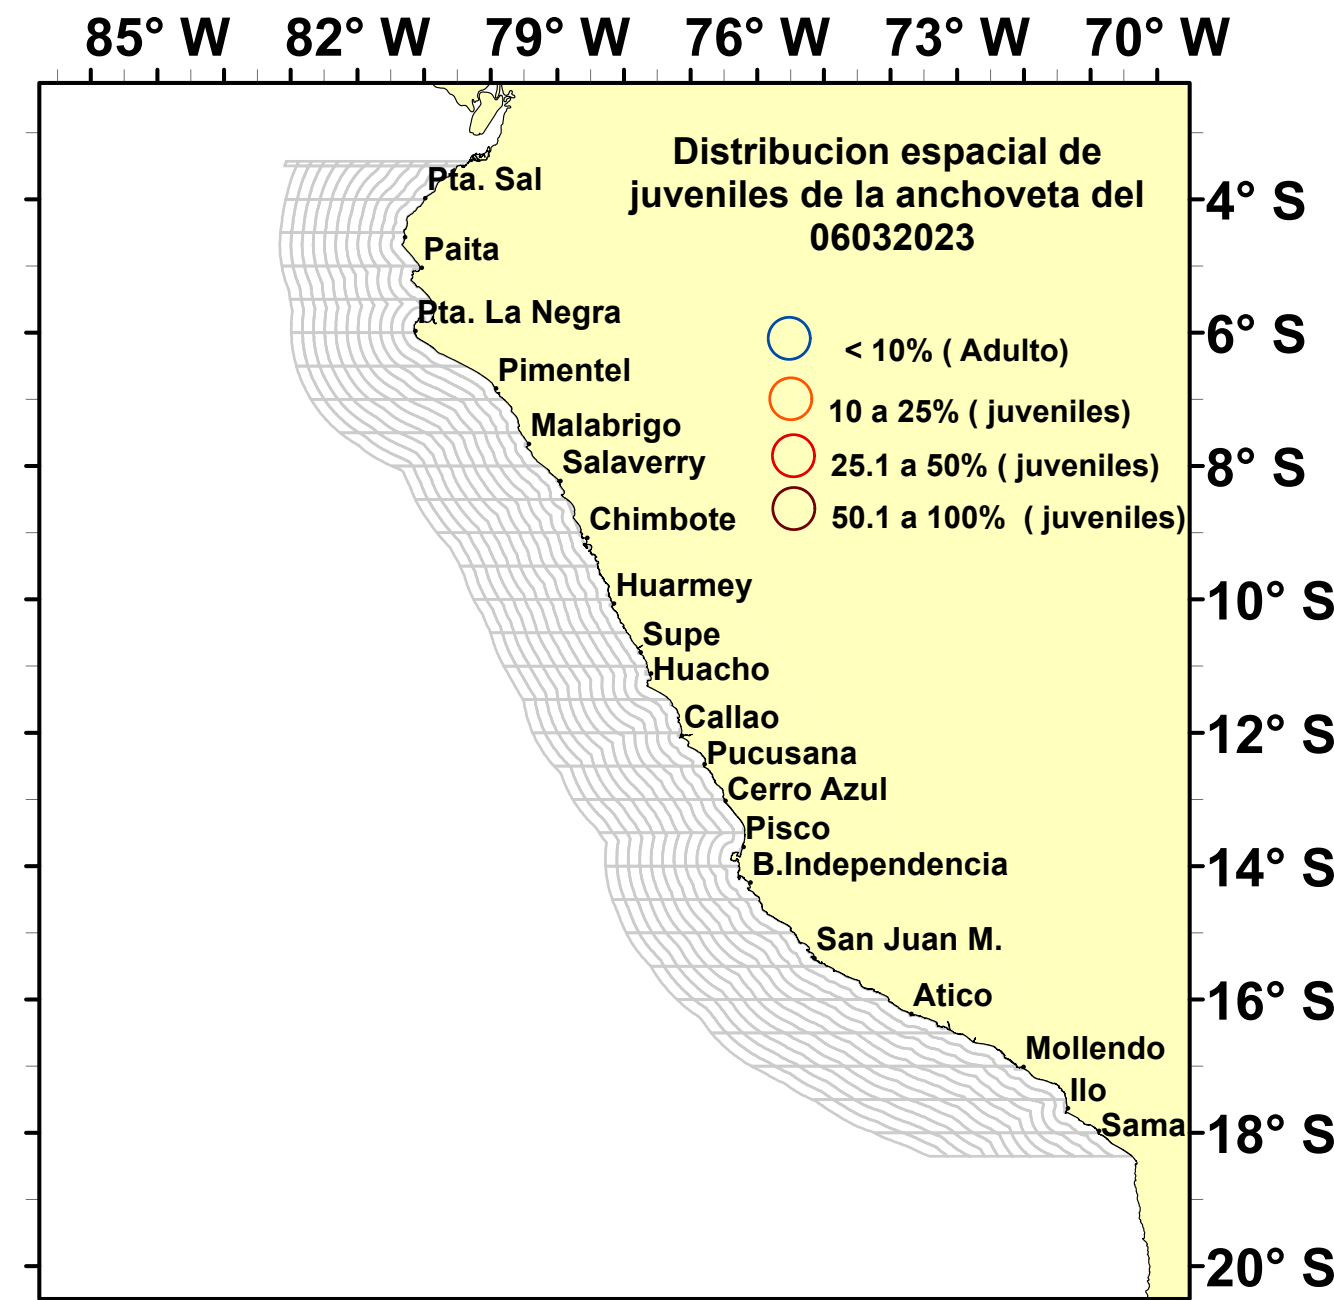 85° W 82° W 79° W 76° W 73° W 70° W
Distribucion espacial de
juveniles de la anchoveta del
06032023
Pta. Sal
4° S
Paita
Pta. La Negra
6° S
< 10% ( Adulto)
Pimentel
10 a 25% ( juveniles)
Malabrigo
Salaverry
25.1 a 50% ( juveniles)
8° S
Chimbote
50.1 a 100% ( juveniles)
Huarmey
10° S
Supe
Huacho
Callao
12° S
Pucusana
Cerro Azul
Pisco
B.Independencia
14° S
San Juan M.
Atico
16° S
Mollendo
Ilo
Sama
18° S
20° S